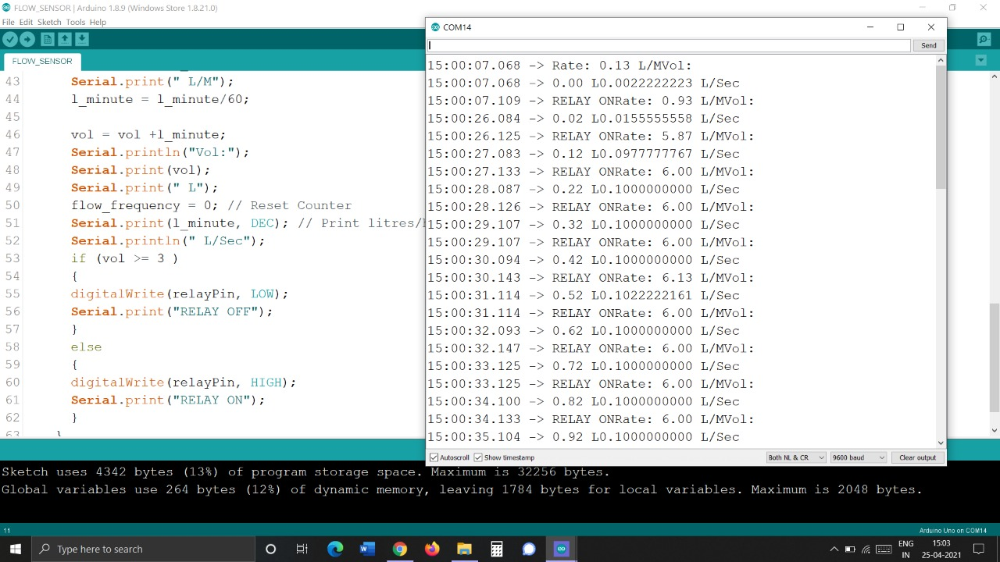 FLOW_SENSOR | Arduino 1.8.9 (Windows Store 1.8.21.0)
File Edit Sketch Tools Help
FLOW_SENSOR
43 Serial.print(" L/M");
44 l_minute = l_minute/60;
45
46 vol = vol +l_minute;
47 Serial.println("Vol:");
48 Serial.print(vol);
49 Serial.print(" L");
50 flow_frequency = 0; // Reset Counter
51 Serial.print(l_minute, DEC); // Print litres/
52 Serial.println(" L/Sec");
53 if (vol >= 3 )
54 {
55 digitalWrite(relayPin, LOW);
56 Serial.print("RELAY OFF");
57 }
58 else
59 {
60 digitalWrite(relayPin, HIGH);
61 Serial.print("RELAY ON");
62 }
63 }
COM14
Send
15:00:07.068 -> Rate: 0.13 L/MVol:
15:00:07.068 -> 0.00 L0.0022222223 L/Sec
15:00:07.109 -> RELAY ONRate: 0.93 L/MVol:
15:00:26.084 -> 0.02 L0.0155555558 L/Sec
15:00:26.125 -> RELAY ONRate: 5.87 L/MVol:
15:00:27.083 -> 0.12 L0.0977777767 L/Sec
15:00:27.133 -> RELAY ONRate: 6.00 L/MVol:
15:00:28.087 -> 0.22 L0.1000000000 L/Sec
15:00:28.126 -> RELAY ONRate: 6.00 L/MVol:
15:00:29.107 -> 0.32 L0.1000000000 L/Sec
15:00:29.107 -> RELAY ONRate: 6.00 L/MVol:
15:00:30.094 -> 0.42 L0.1000000000 L/Sec
15:00:30.143 -> RELAY ONRate: 6.13 L/MVol:
15:00:31.114 -> 0.52 L0.1022222161 L/Sec
15:00:31.114 -> RELAY ONRate: 6.00 L/MVol:
15:00:32.093 -> 0.62 L0.1000000000 L/Sec
15:00:32.147 -> RELAY ONRate: 6.00 L/MVol:
15:00:33.125 -> 0.72 L0.1000000000 L/Sec
15:00:33.125 -> RELAY ONRate: 6.00 L/MVol:
15:00:34.100 -> 0.82 L0.1000000000 L/Sec
15:00:34.133 -> RELAY ONRate: 6.00 L/MVol:
15:00:35.104 -> 0.92 L0.1000000000 L/Sec
Autoscroll Show timestamp Both NL & CR 9600 baud Clear output
Sketch uses 4342 bytes (13%) of program storage space. Maximum is 32256 bytes.
Global variables use 264 bytes (12%) of dynamic memory, leaving 1784 bytes for local variables. Maximum is 2048 bytes.
11 Arduino Uno on COM14
Type here to search
ENG
IN
15:03
25-04-2021